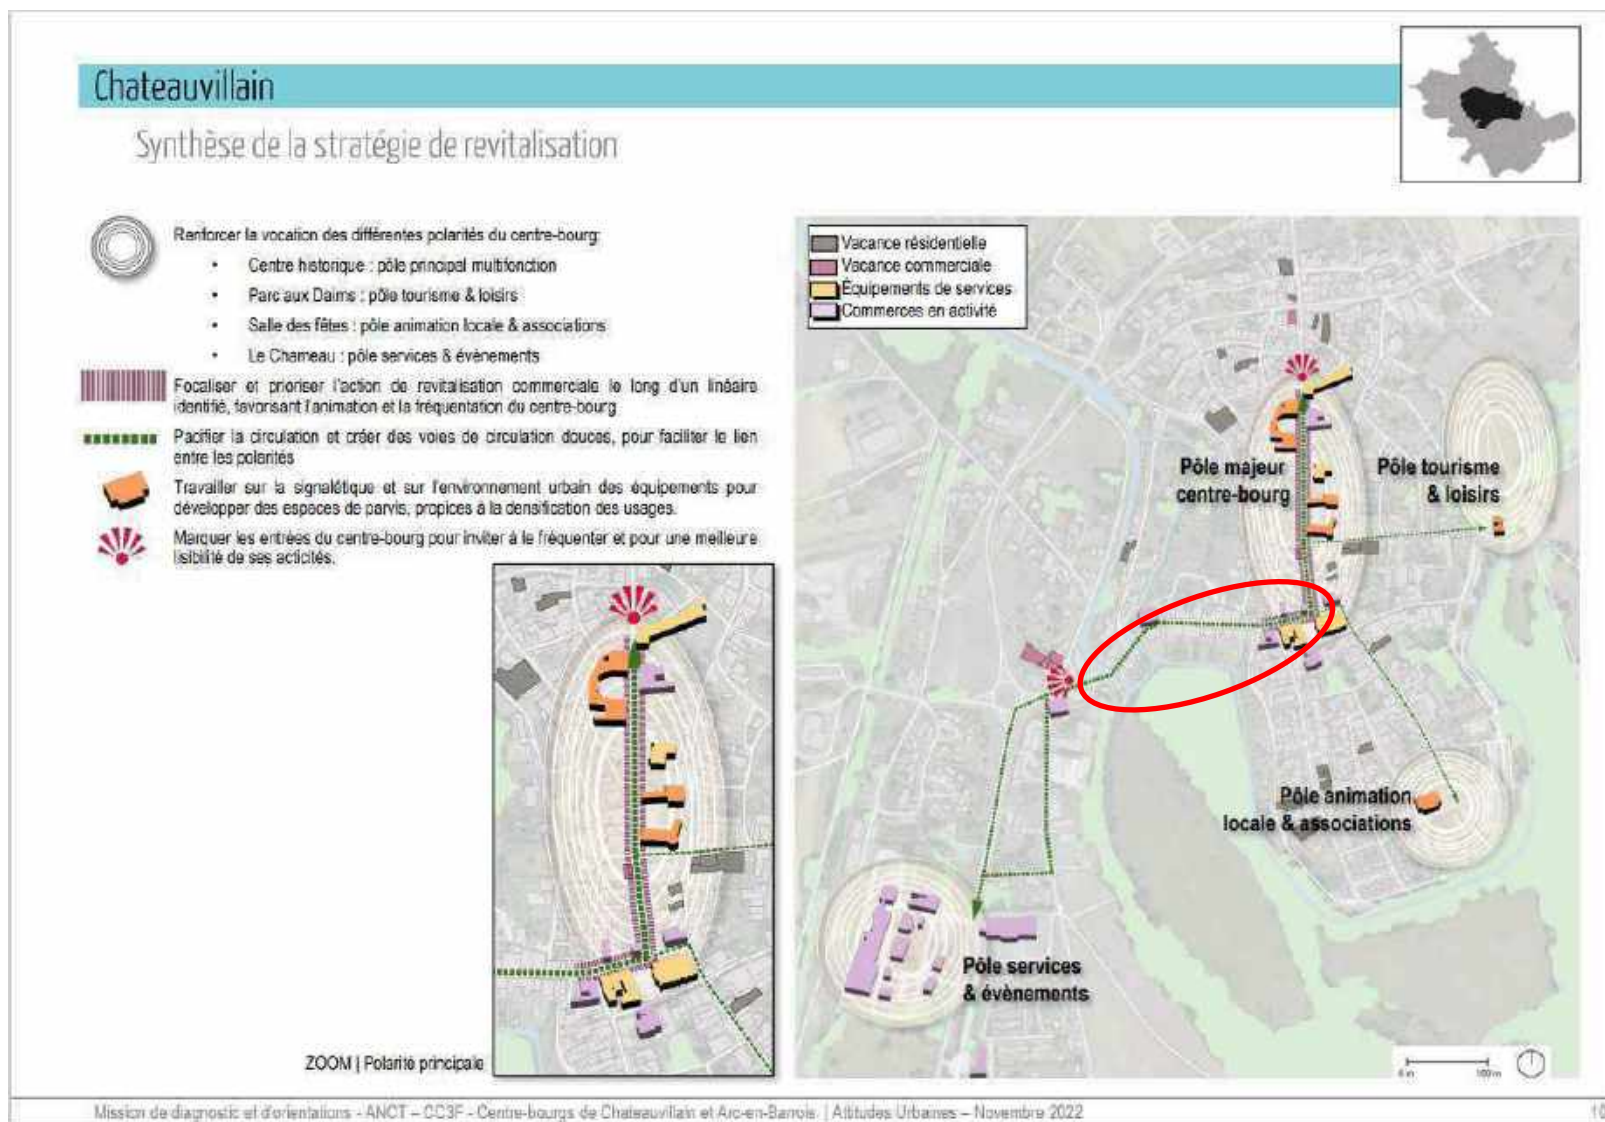 Chateauvillain
Synthèse de la stratégie de revitalisation
Renforcer la vocation des différentes polarités du centre-bourg:
• Centre historique : pôle principal multifonction
• Parc aux Daims : pôle tourisme & loisirs
• Salle des fêtes : pôle animation locale & associations
• Le Chameau : pôle services & évènements
Focaliser et prioriser l'action de revitalisation commerciale le long d'un linéaire
identifié, favorisant l'animation et la fréquentation du centre-bourg
Pacifier la circulation et créer des voies de circulation douces, pour faciliter le lien
entre les polarités
Travailler sur la signalétique et sur l'environnement urbain des équipements pour
développer des espaces de parvis, propices à la densification des usages.
Marquer les entrées du centre-bourg pour inviter à le fréquenter et pour une meilleure
lisibilité de ses acticités.
ZOOM | Polarité principale
Vacance résidentielle
Vacance commerciale
Équipements de services
Commerces en activité
Pôle majeur
centre-bourg
Pôle tourisme
& loisirs
Pôle animation
locale & associations
Pôle services
& évènements
0 m 100 m
Mission de diagnostic et d'orientations - ANCT – CC3F - Centre-bourgs de Chateauvillain et Arc-en-Barrois | Attitudes Urbaines – Novembre 2022
10